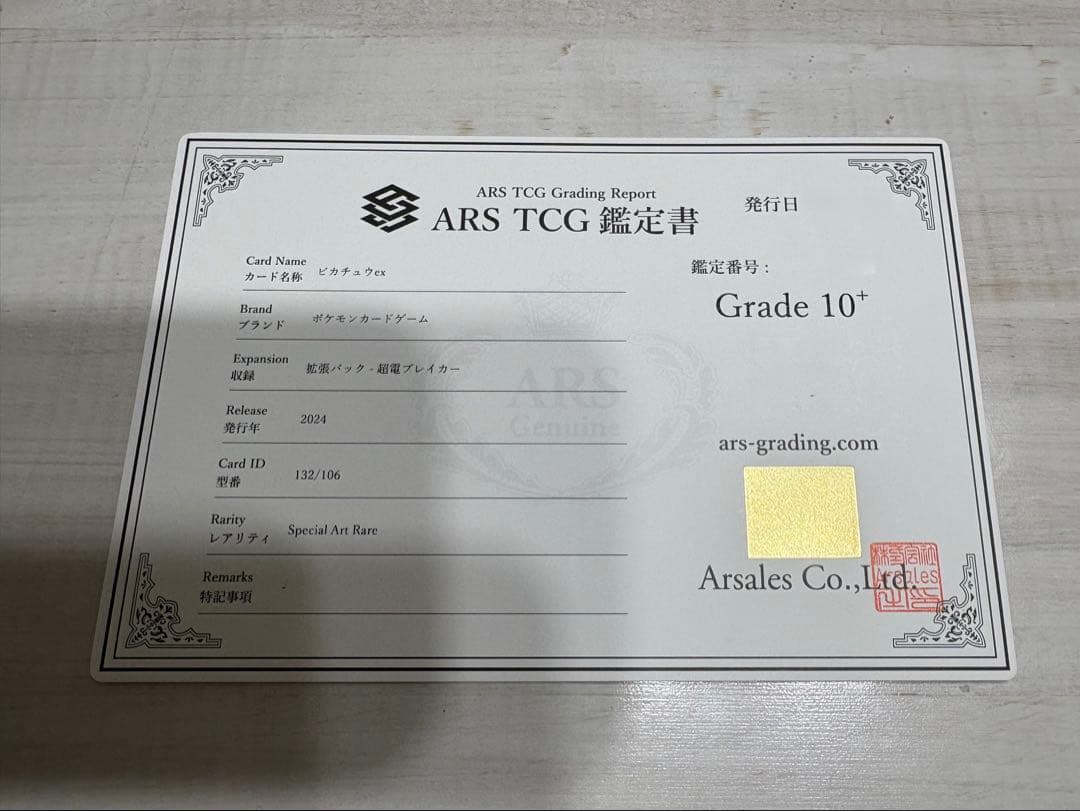 ARS TCG Grading Report
ARS TCG 鑑定書
発行日
Card Name
カード名称
ピカチュウex
Brand
ブランド
ポケモンカードゲーム
Expansion
収録
拡張パック - 超電ブレイカー
Release
発行年
2024
Card ID
型番
132/106
Rarity
レアリティ
Special Art Rare
Remarks
特記事項
-
鑑定番号 :
Grade 10+
ARS
Genuine
ars-grading.com
Arsales Co.,Ltd.
Arsales